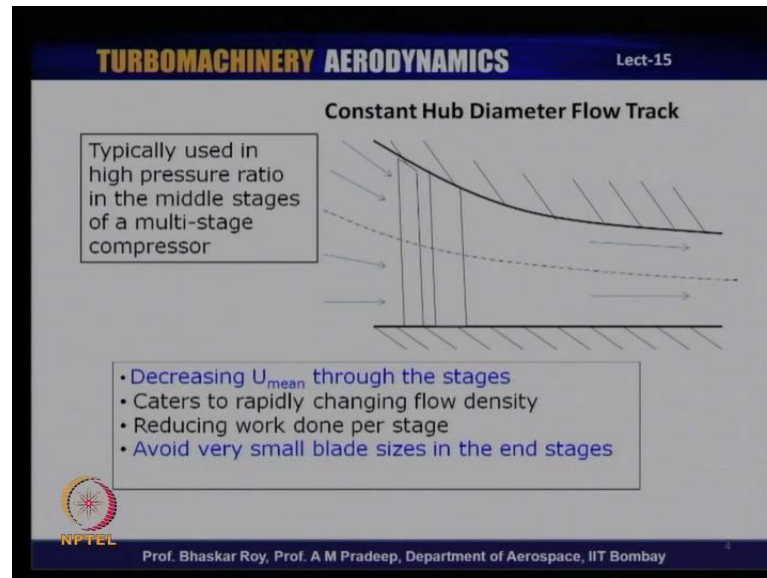 TURBOMACHINERY AERODYNAMICS
Lect-15
Constant Hub Diameter Flow Track
Typically used in
high pressure ratio
in the middle stages
of a multi-stage
compressor
• Decreasing Umean through the stages
• Caters to rapidly changing flow density
• Reducing work done per stage
• Avoid very small blade sizes in the end stages
NPTEL
4
Prof. Bhaskar Roy, Prof. A M Pradeep, Department of Aerospace, IIT Bombay